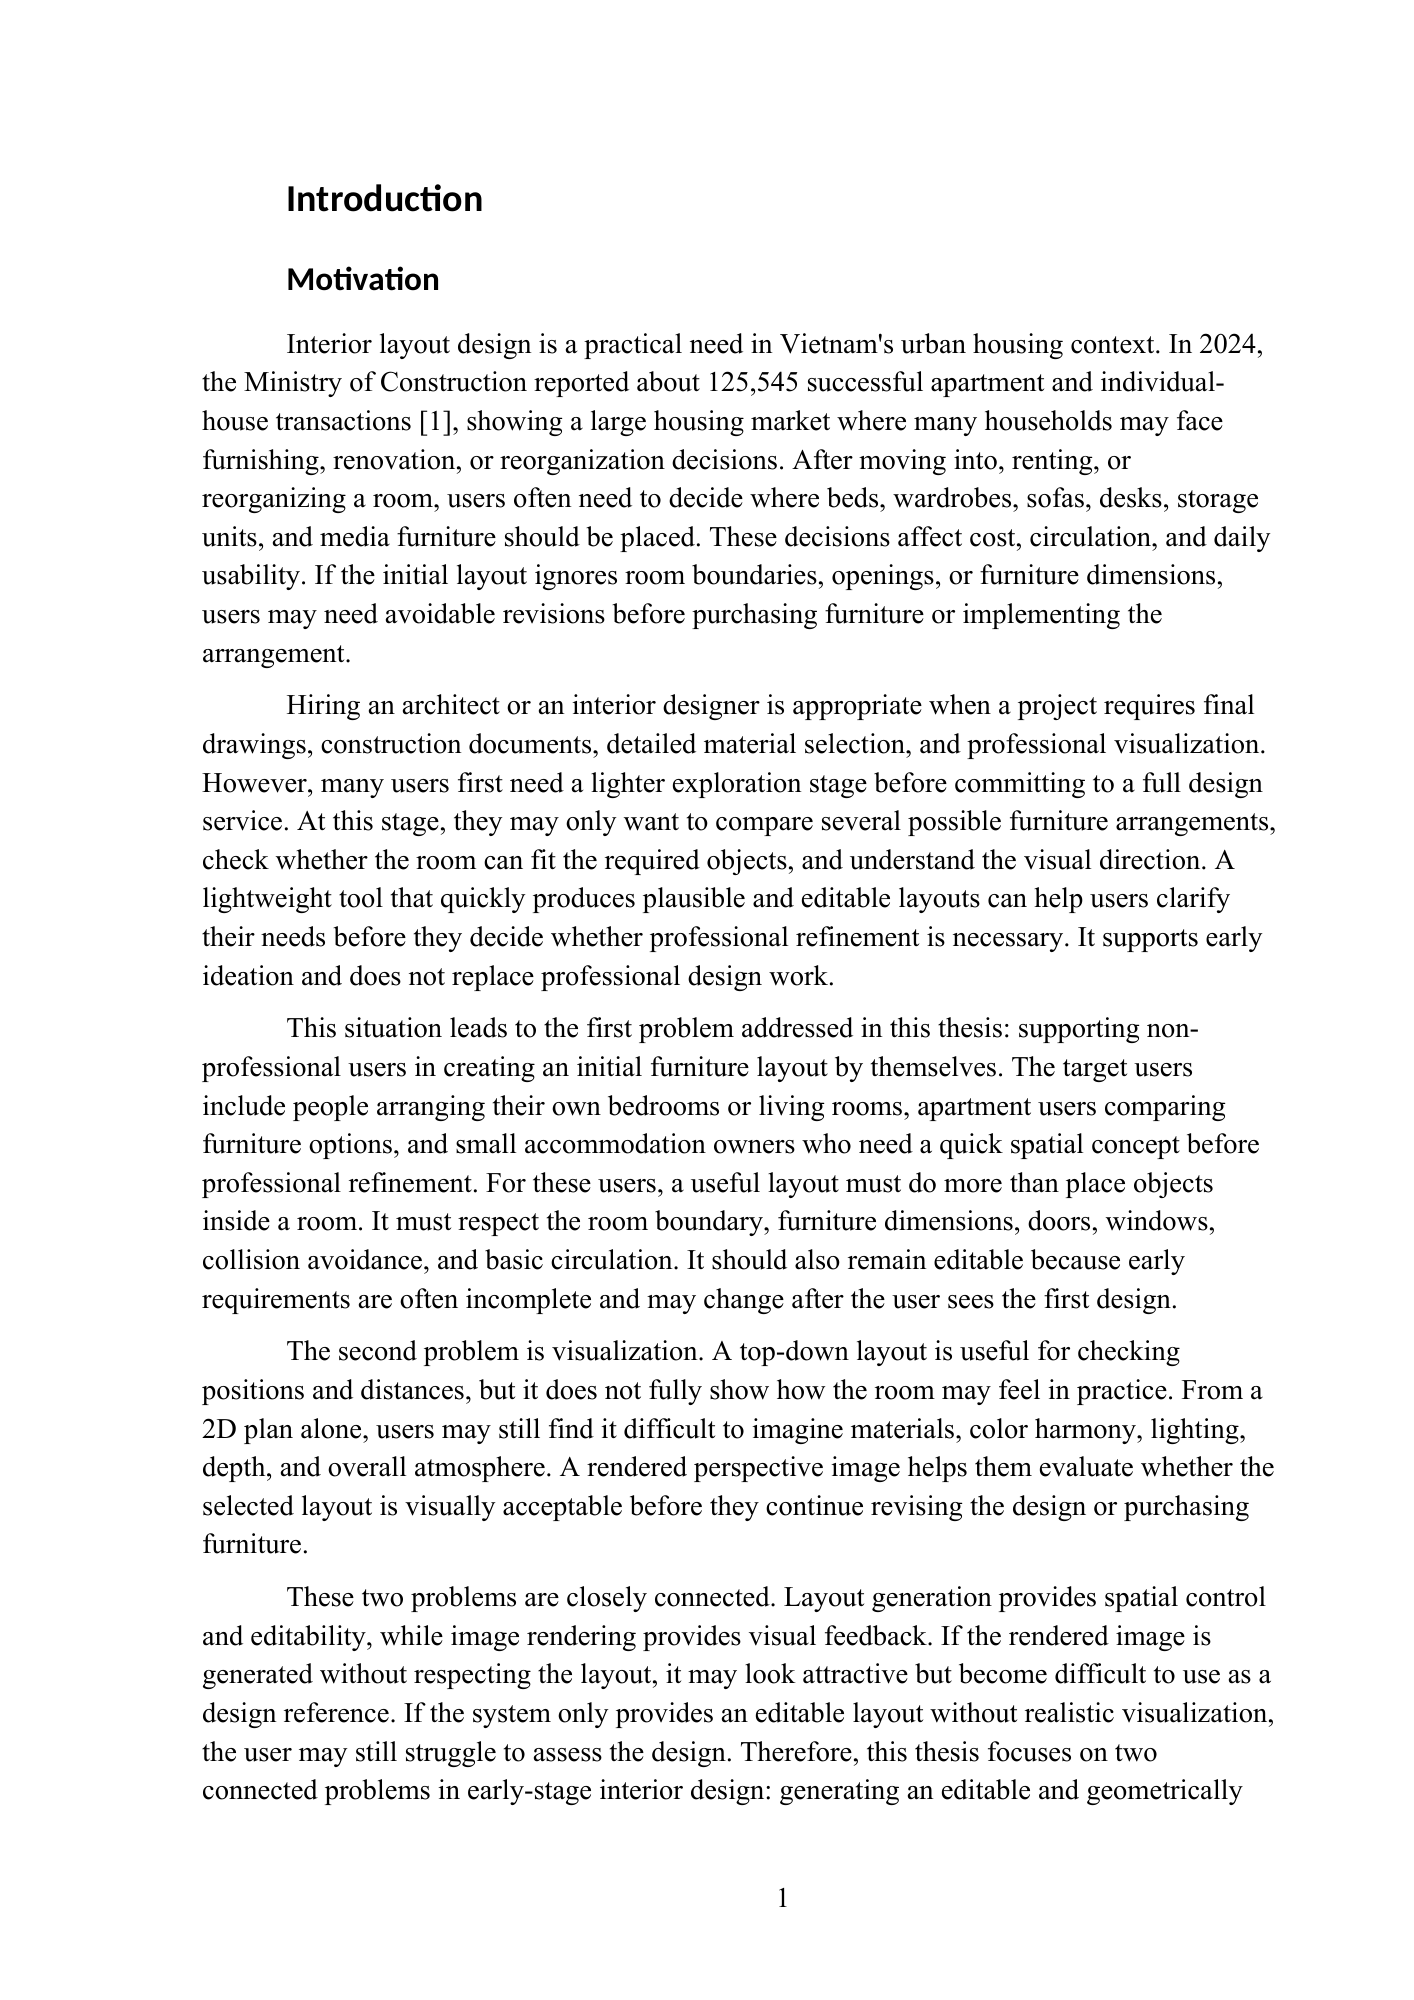 Introduction
Motivation
Interior layout design is a practical need in Vietnam's urban housing context. In 2024,
the Ministry of Construction reported about 125,545 successful apartment and individual-
house transactions [1], showing a large housing market where many households may face
furnishing, renovation, or reorganization decisions. After moving into, renting, or
reorganizing a room, users often need to decide where beds, wardrobes, sofas, desks, storage
units, and media furniture should be placed. These decisions affect cost, circulation, and daily
usability. If the initial layout ignores room boundaries, openings, or furniture dimensions,
users may need avoidable revisions before purchasing furniture or implementing the
arrangement.
Hiring an architect or an interior designer is appropriate when a project requires final
drawings, construction documents, detailed material selection, and professional visualization.
However, many users first need a lighter exploration stage before committing to a full design
service. At this stage, they may only want to compare several possible furniture arrangements,
check whether the room can fit the required objects, and understand the visual direction. A
lightweight tool that quickly produces plausible and editable layouts can help users clarify
their needs before they decide whether professional refinement is necessary. It supports early
ideation and does not replace professional design work.
This situation leads to the first problem addressed in this thesis: supporting non-
professional users in creating an initial furniture layout by themselves. The target users
include people arranging their own bedrooms or living rooms, apartment users comparing
furniture options, and small accommodation owners who need a quick spatial concept before
professional refinement. For these users, a useful layout must do more than place objects
inside a room. It must respect the room boundary, furniture dimensions, doors, windows,
collision avoidance, and basic circulation. It should also remain editable because early
requirements are often incomplete and may change after the user sees the first design.
The second problem is visualization. A top-down layout is useful for checking
positions and distances, but it does not fully show how the room may feel in practice. From a
2D plan alone, users may still find it difficult to imagine materials, color harmony, lighting,
depth, and overall atmosphere. A rendered perspective image helps them evaluate whether the
selected layout is visually acceptable before they continue revising the design or purchasing
furniture.
These two problems are closely connected. Layout generation provides spatial control
and editability, while image rendering provides visual feedback. If the rendered image is
generated without respecting the layout, it may look attractive but become difficult to use as a
design reference. If the system only provides an editable layout without realistic visualization,
the user may still struggle to assess the design. Therefore, this thesis focuses on two
connected problems in early-stage interior design: generating an editable and geometrically
1